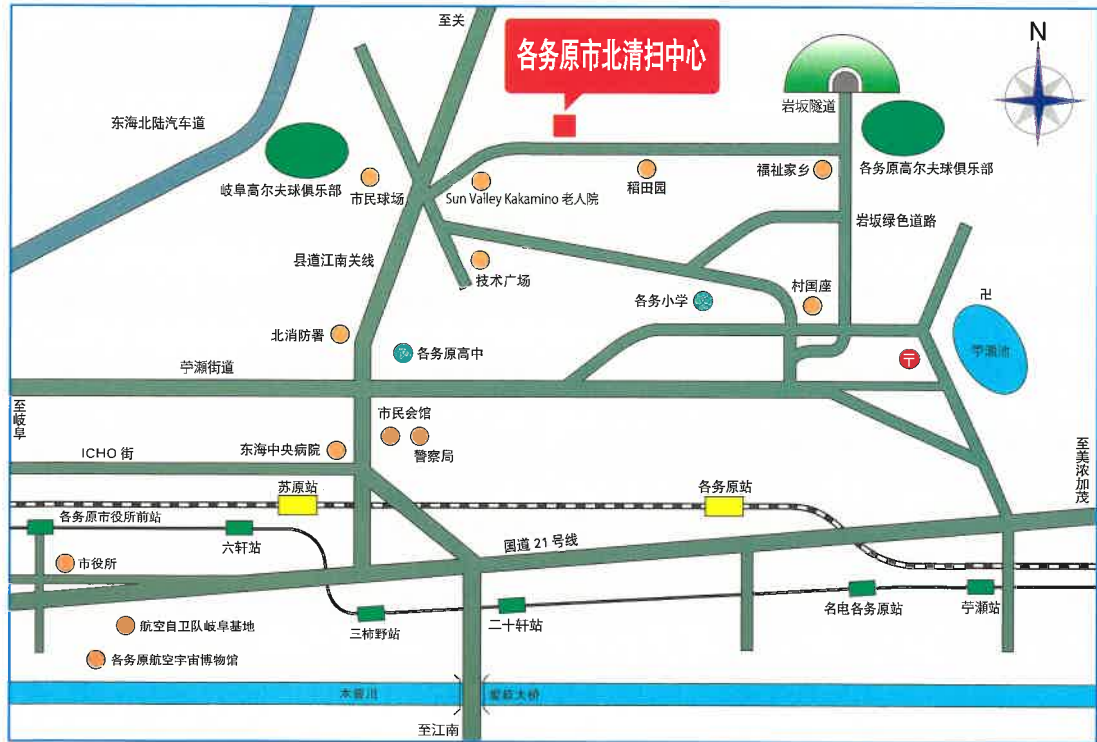 至关
各务原市北清扫中心
N
岩坂隧道
东海北陆汽车道
岐阜高尔夫球俱乐部
市民球场
Sun Valley Kakamino 老人院
稻田园
福祉家乡
各务原高尔夫球俱乐部
岩坂绿色道路
县道江南关线
技术广场
各务小学
村国座
卍
北消防署
各务原高中
〒
苧濑池
苧濑街道
至岐阜
市民会馆
警察局
东海中央病院
ICHO 街
至美浓加茂
苏原站
各务原站
各务原市役所前站
六轩站
国道 21 号线
市役所
三柿野站
二十轩站
名电各务原站
苧濑站
航空自卫队岐阜基地
各务原航空宇宙博物馆
木曾川
爱岐大桥
至江南